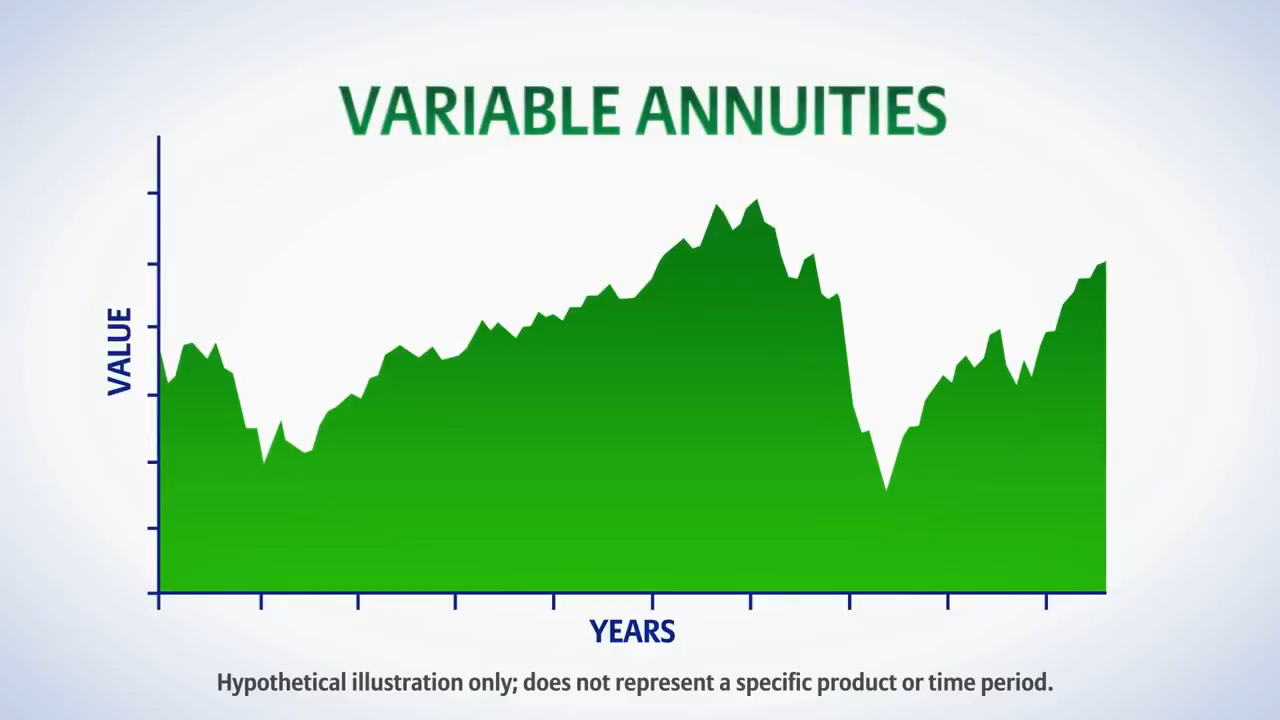 VARIABLE ANNUITIES
VALUE
YEARS
Hypothetical illustration only; does not represent a specific product or time period.